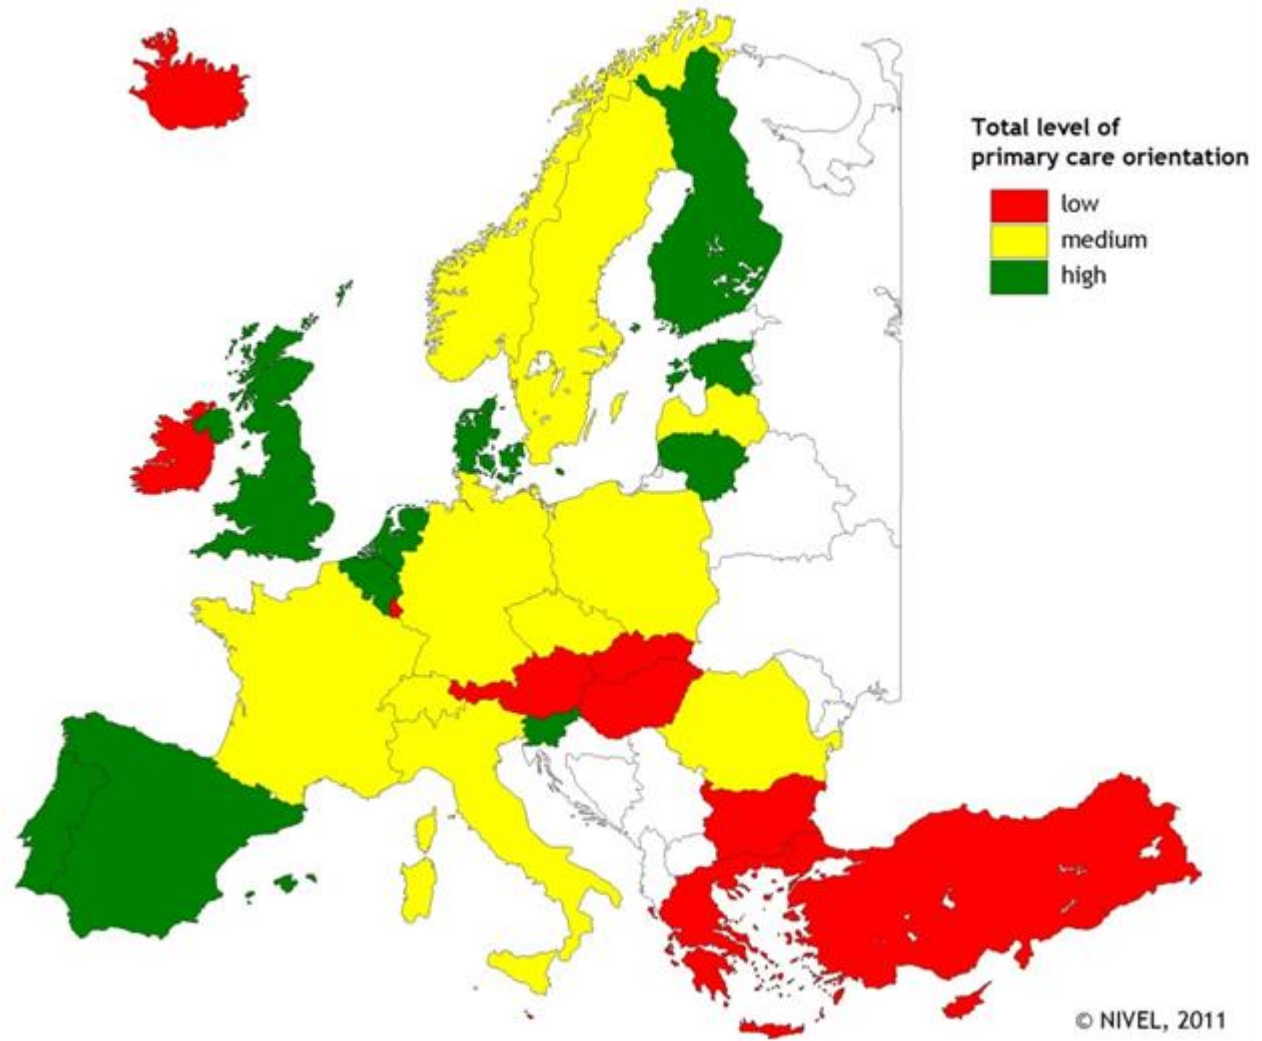 Total level of
primary care orientation
low
medium
high
© NIVEL, 2011